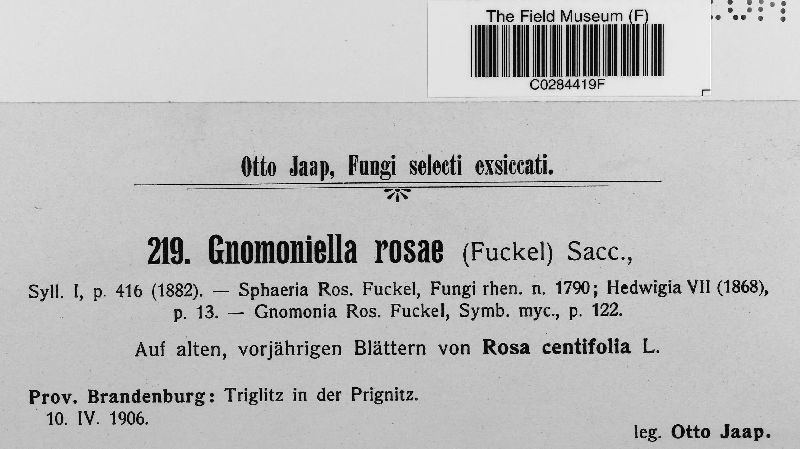 The Field Museum (F)
C0284419F
Otto Jaap, Fungi selecti exsiccati.
219. Gnomoniella rosae (Fuckel) Sacc.,
Syll. I, p. 416 (1882). — Sphaeria Ros. Fuckel, Fungi rhen. n. 1790; Hedwigia VII (1868),
p. 13. — Gnomonia Ros. Fuckel, Symb. myc., p. 122.
Auf alten, vorjährigen Blättern von Rosa centifolia L.
Prov. Brandenburg: Triglitz in der Prignitz.
10. IV. 1906.
leg. Otto Jaap.